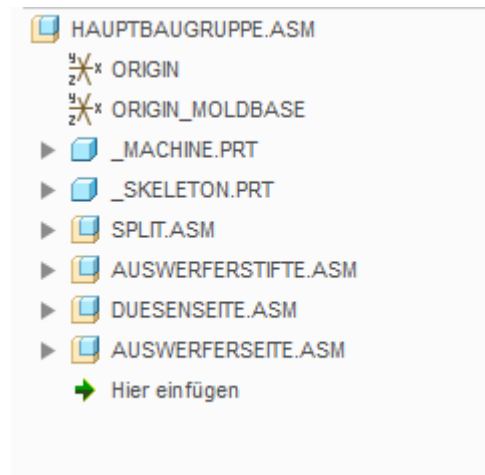 HAUPTBAUGRUPPE.ASM
ORIGIN
ORIGIN_MOLDBASE
_MACHINE.PRT
_SKELETON.PRT
SPLIT.ASM
AUSWERFERSTIFTE.ASM
DUESENSEITE.ASM
AUSWERFERSEITE.ASM
Hier einfügen